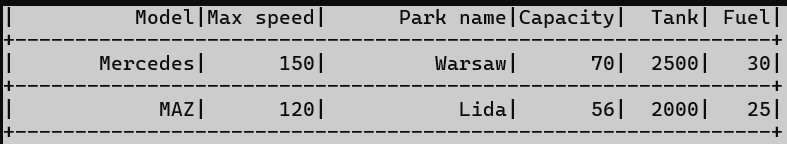 |          Model|Max speed|      Park name|Capacity|  Tank| Fuel|
+---------------------------------------------------------------+
|       Mercedes|      150|         Warsaw|      70|  2500|   30|
+---------------------------------------------------------------+
|            MAZ|      120|           Lida|      56|  2000|   25|
+---------------------------------------------------------------+